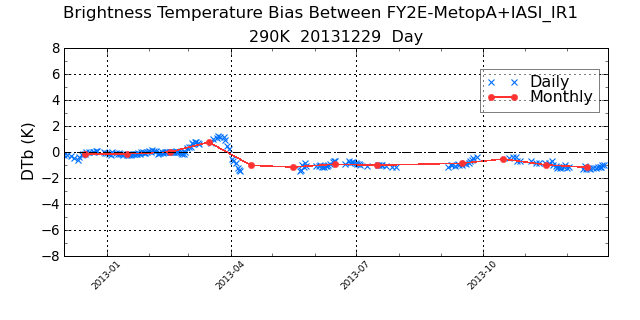 Brightness Temperature Bias Between FY2E-MetopA+IASI_IR1
290K 20131229 Day
8
6
4
2
0
−2
−4
−6
−8
DTb (K)
Daily
Monthly
2013-01
2013-04
2013-07
2013-10